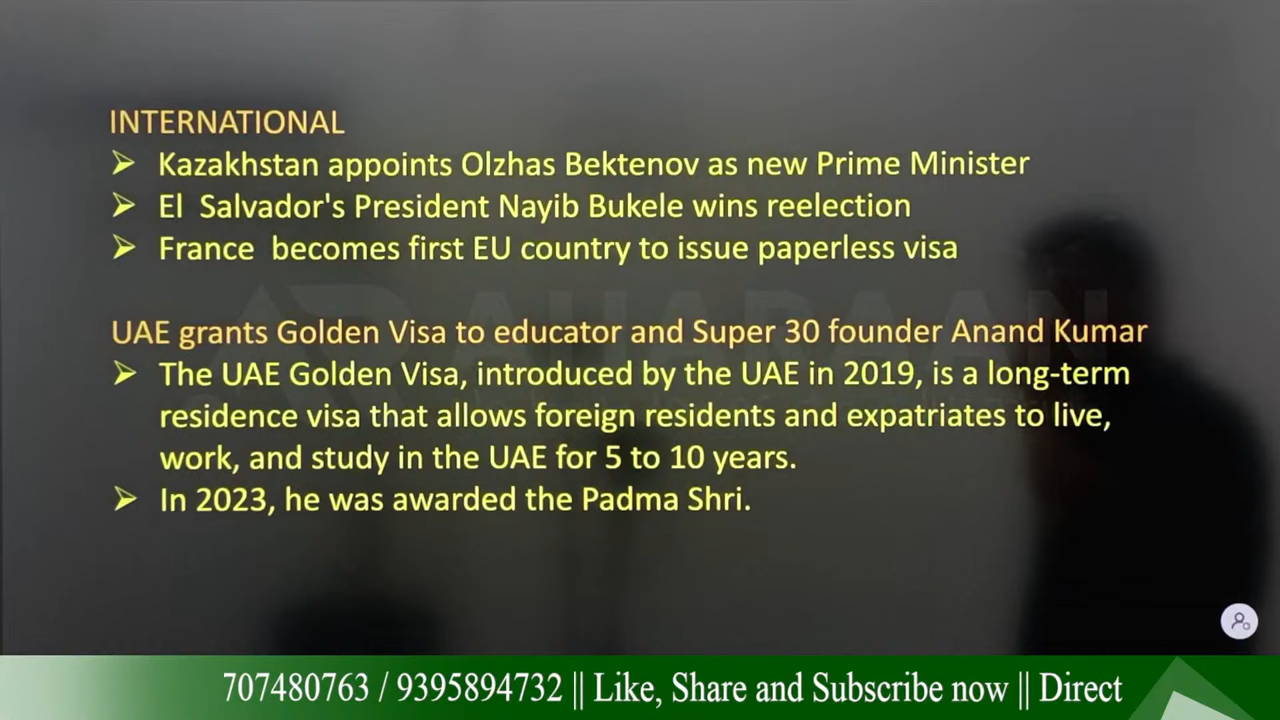 INTERNATIONAL
➢ Kazakhstan appoints Olzhas Bektenov as new Prime Minister
➢ El Salvador's President Nayib Bukele wins reelection
➢ France becomes first EU country to issue paperless visa
UAE grants Golden Visa to educator and Super 30 founder Anand Kumar
➢ The UAE Golden Visa, introduced by the UAE in 2019, is a long-term
residence visa that allows foreign residents and expatriates to live,
work, and study in the UAE for 5 to 10 years.
➢ In 2023, he was awarded the Padma Shri.
707480763 / 9395894732 || Like, Share and Subscribe now || Direct